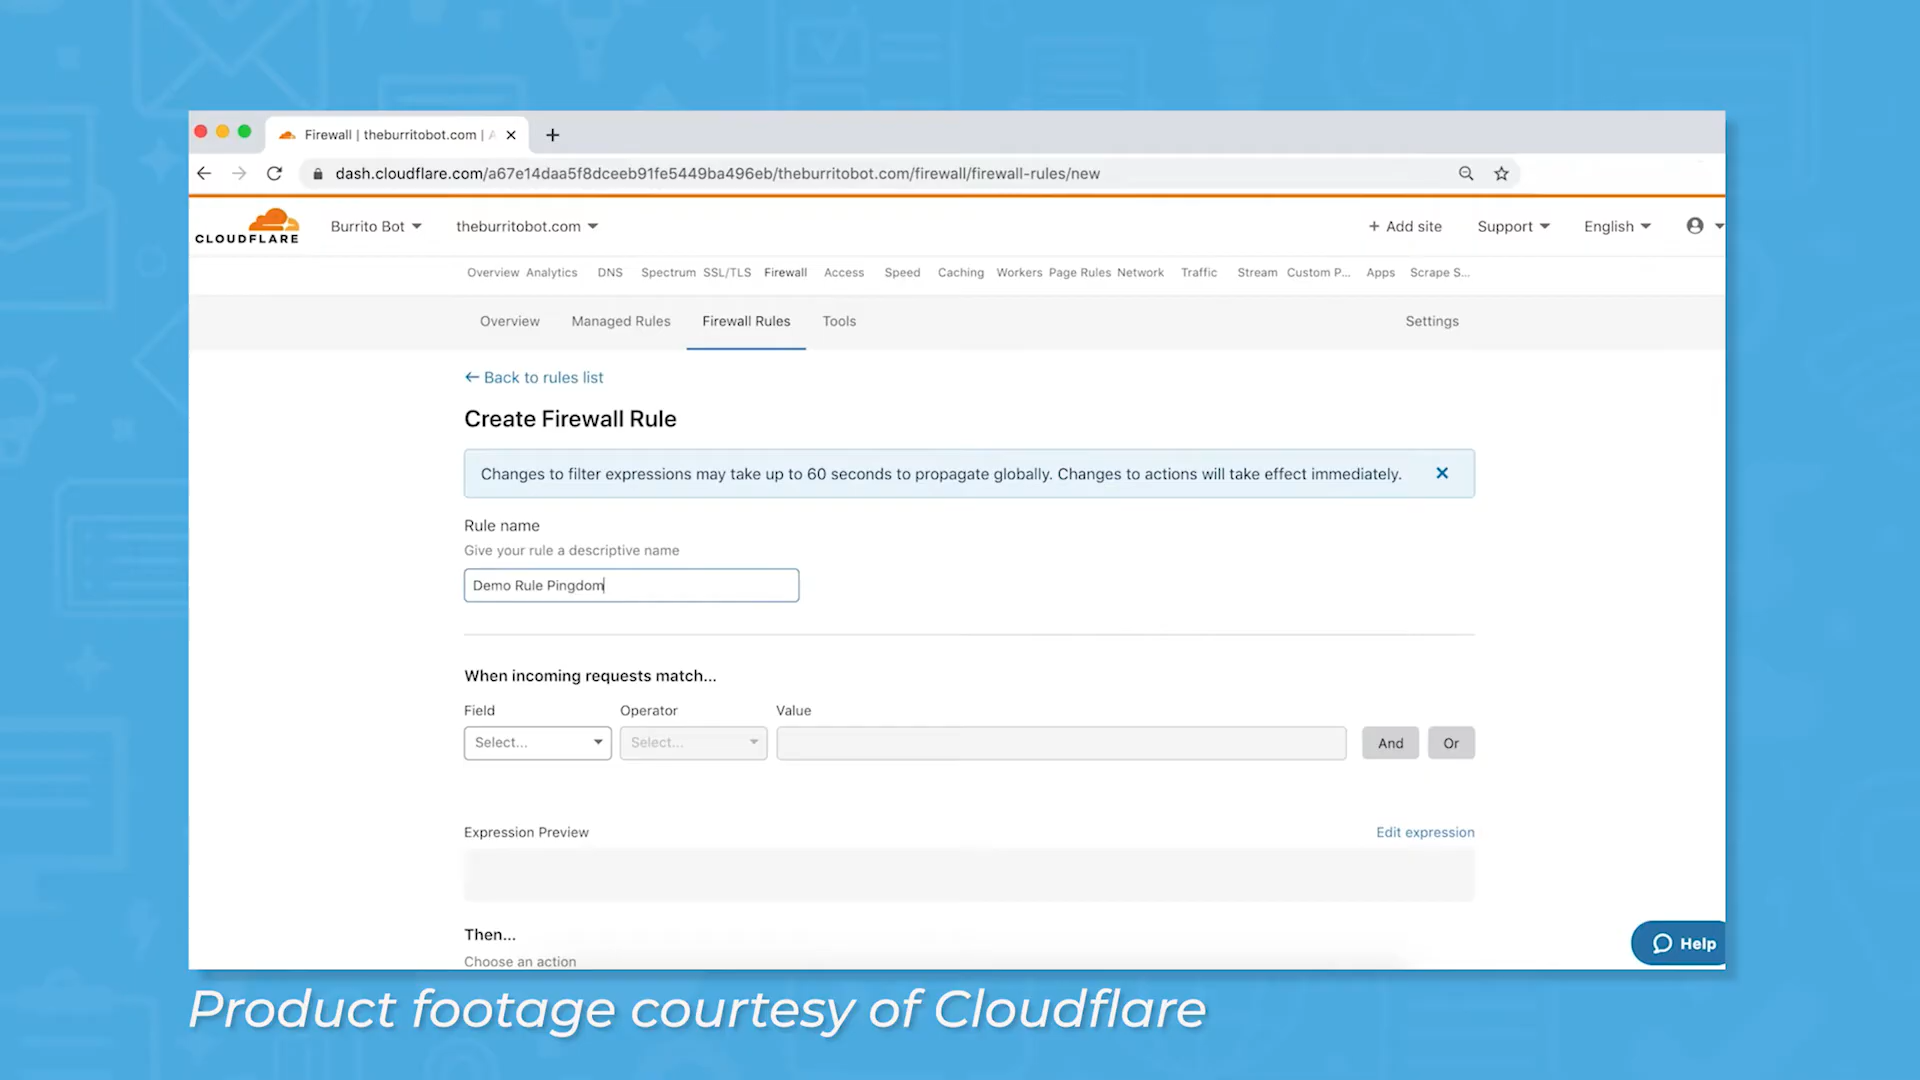 Firewall | theburritobot.com |
dash.cloudflare.com/a67e14daa5f8dceeb91fe5449ba496eb/theburritobot.com/firewall/firewall-rules/new
CLOUDFLARE Burrito Bot theburritobot.com + Add site Support English
Overview Analytics DNS Spectrum SSL/TLS Firewall Access Speed Caching Workers Page Rules Network Traffic Stream Custom P... Apps Scrape S...
Overview Managed Rules Firewall Rules Tools Settings
← Back to rules list
Create Firewall Rule
Changes to filter expressions may take up to 60 seconds to propagate globally. Changes to actions will take effect immediately.
Rule name
Give your rule a descriptive name
Demo Rule Pingdom
When incoming requests match...
Field Operator Value
Select... Select... And Or
Expression Preview Edit expression
Then...
Help
Choose an action
Product footage courtesy of Cloudflare